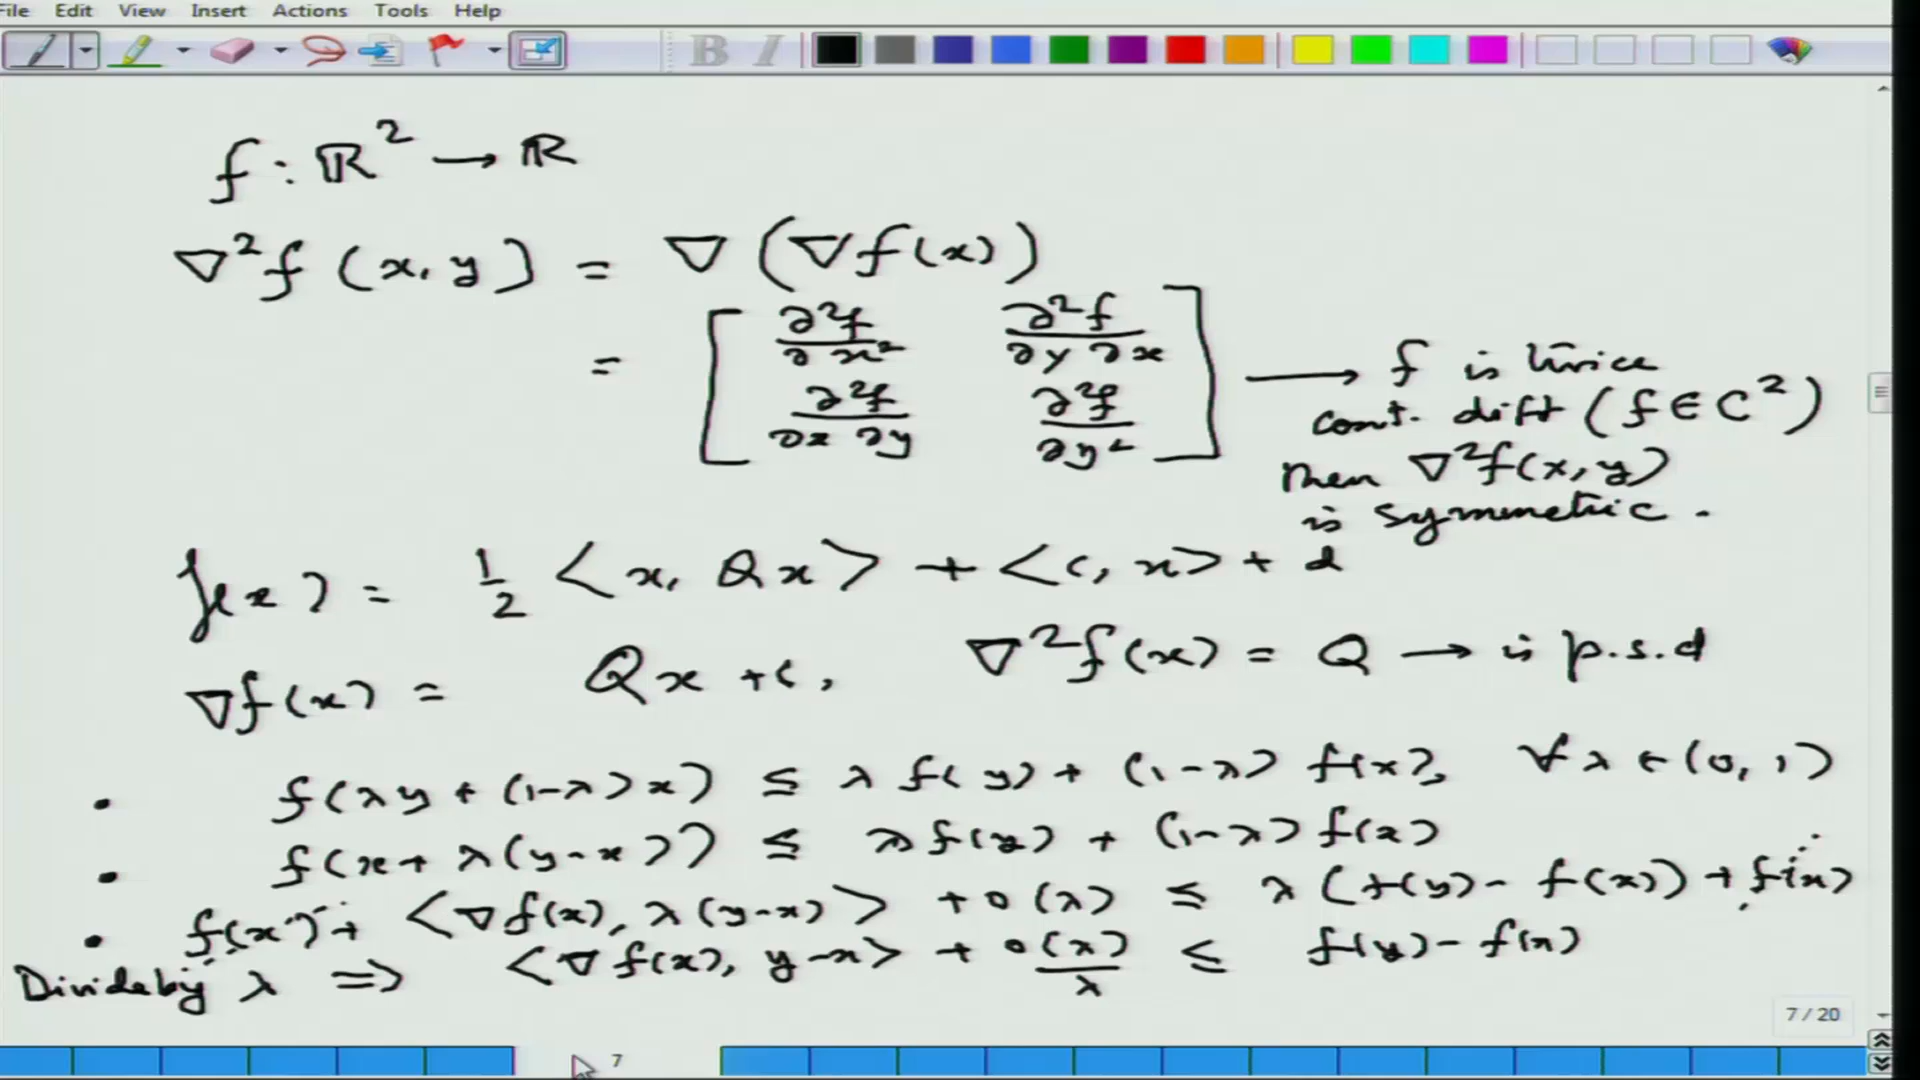 File Edit View Insert Actions Tools Help
B I
f : ℝ² → ℝ
∇²f (x, y) = ∇ (∇f(x))
= [ ∂²f/∂x² ∂²f/∂y ∂x
∂²f/∂x ∂y ∂²f/∂y² ] → f is twice
cont. dift (f ∈ C²)
Then ∇²f(x, y)
is symmetric .
f(x) = 1/2 <x, Qx> + <c, x> + d
∇f(x) = Qx + c , ∇²f(x) = Q → is p.s.d
• f(λy + (1-λ)x) ≤ λ f(y) + (1-λ) f(x), ∀ λ ∈ (0, 1)
• f(x + λ(y-x)) ≤ λ f(y) + (1-λ) f(x)
• f(x) + <∇f(x), λ(y-x)> + o(λ) ≤ λ (f(y) - f(x)) + f(x)
Divide by λ ⇒ <∇f(x), y-x> + o(λ)/λ ≤ f(y) - f(x)
7 / 20
7